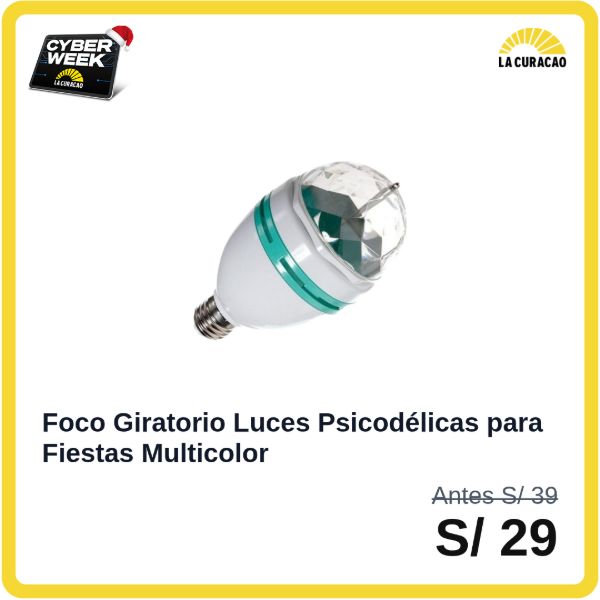 CYBER
WEEK
LA CURACAO
LA CURACAO
Foco Giratorio Luces Psicodélicas para
Fiestas Multicolor
Antes S/ 39
S/ 29